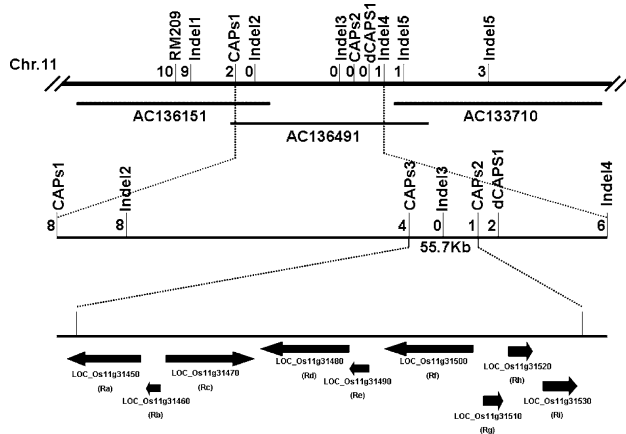 RM209
Indel1
CAPs1
Indel2
Indel3
CAPs2
dCAPS1
Indel4
Indel5
Indel5
Chr.11
10 9 2 0 0 0 0 1 1 3
AC136151
AC133710
AC136491
CAPs1
Indel2
CAPs3
Indel3
CAPs2
dCAPS1
Indel4
8 8 4 0 1 2 6
55.7Kb
LOC_Os11g31450
(Ra)
LOC_Os11g31460
(Rb)
LOC_Os11g31470
(Rc)
LOC_Os11g31480
(Rd)
LOC_Os11g31490
(Re)
LOC_Os11g31500
(Rf)
LOC_Os11g31510
(Rg)
LOC_Os11g31520
(Rh)
LOC_Os11g31530
(Ri)